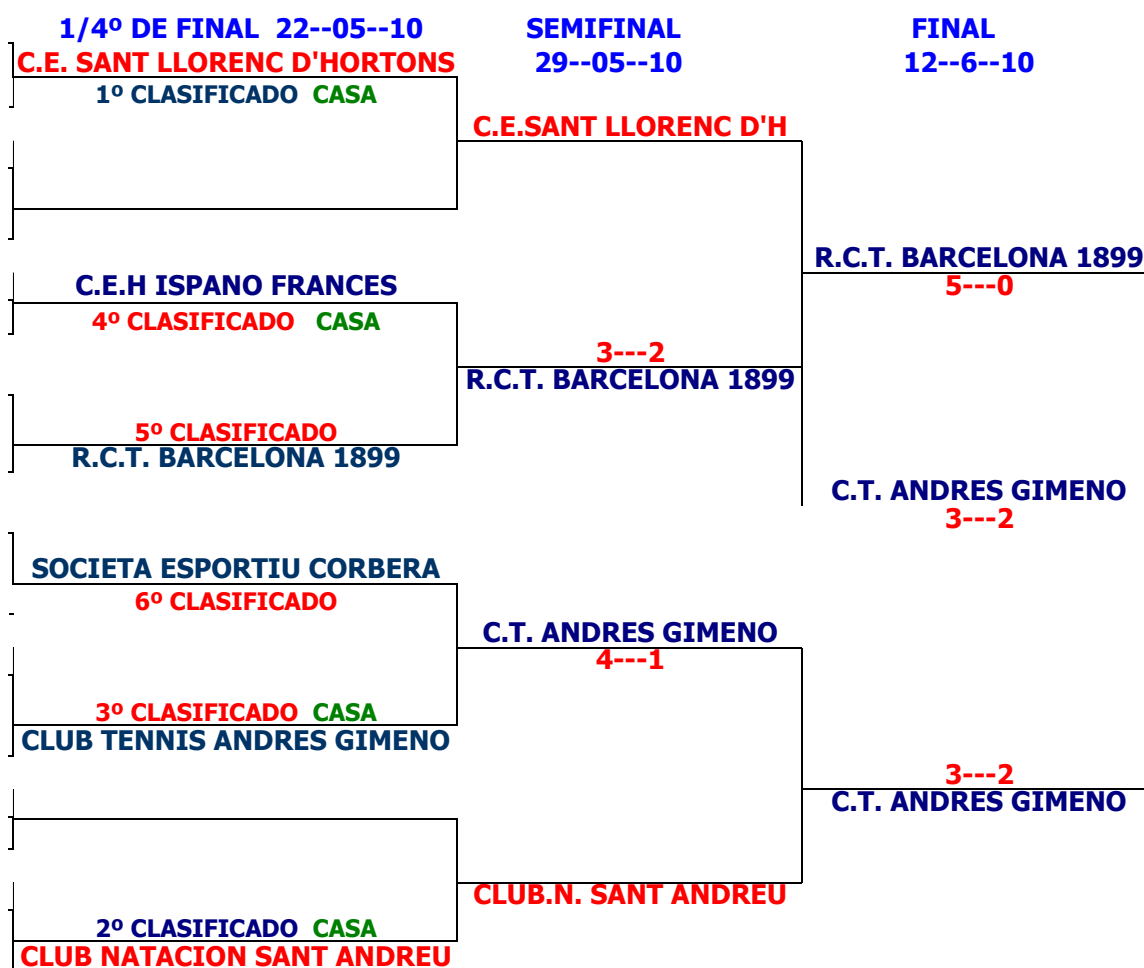 1/4º DE FINAL 22--05--10
SEMIFINAL
FINAL
C.E. SANT LLORENC D'HORTONS
29--05--10
12--6--10
1º CLASIFICADO CASA
C.E.SANT LLORENC D'H
R.C.T. BARCELONA 1899
C.E.H ISPANO FRANCES
5---0
4º CLASIFICADO CASA
3---2
R.C.T. BARCELONA 1899
5º CLASIFICADO
R.C.T. BARCELONA 1899
C.T. ANDRES GIMENO
3---2
SOCIETA ESPORTIU CORBERA
6º CLASIFICADO
C.T. ANDRES GIMENO
4---1
3º CLASIFICADO CASA
CLUB TENNIS ANDRES GIMENO
3---2
C.T. ANDRES GIMENO
CLUB.N. SANT ANDREU
2º CLASIFICADO CASA
CLUB NATACION SANT ANDREU